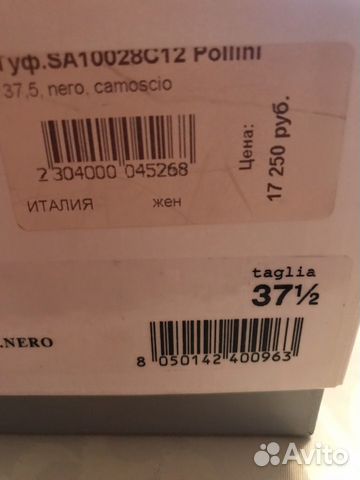 Туф.SA10028C12 Pollini
37,5, nero, camoscio
2 304000 045268
ИТАЛИЯ жен
Цена:
17 250 руб.
taglia
37½
.NERO
8 050142 400963
Avito